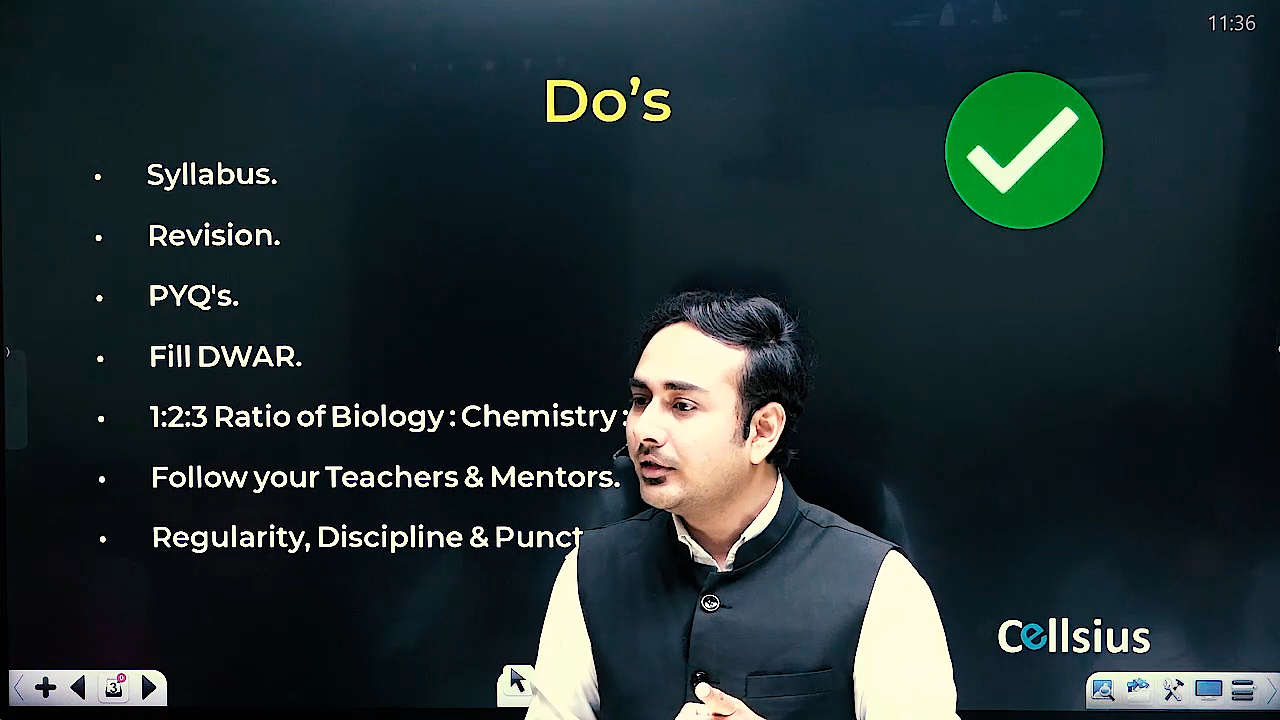 11:36
Do's
• Syllabus.
• Revision.
• PYQ's.
• Fill DWAR.
• 1:2:3 Ratio of Biology : Chemistry :
• Follow your Teachers & Mentors.
• Regularity, Discipline &
Cellsius
3